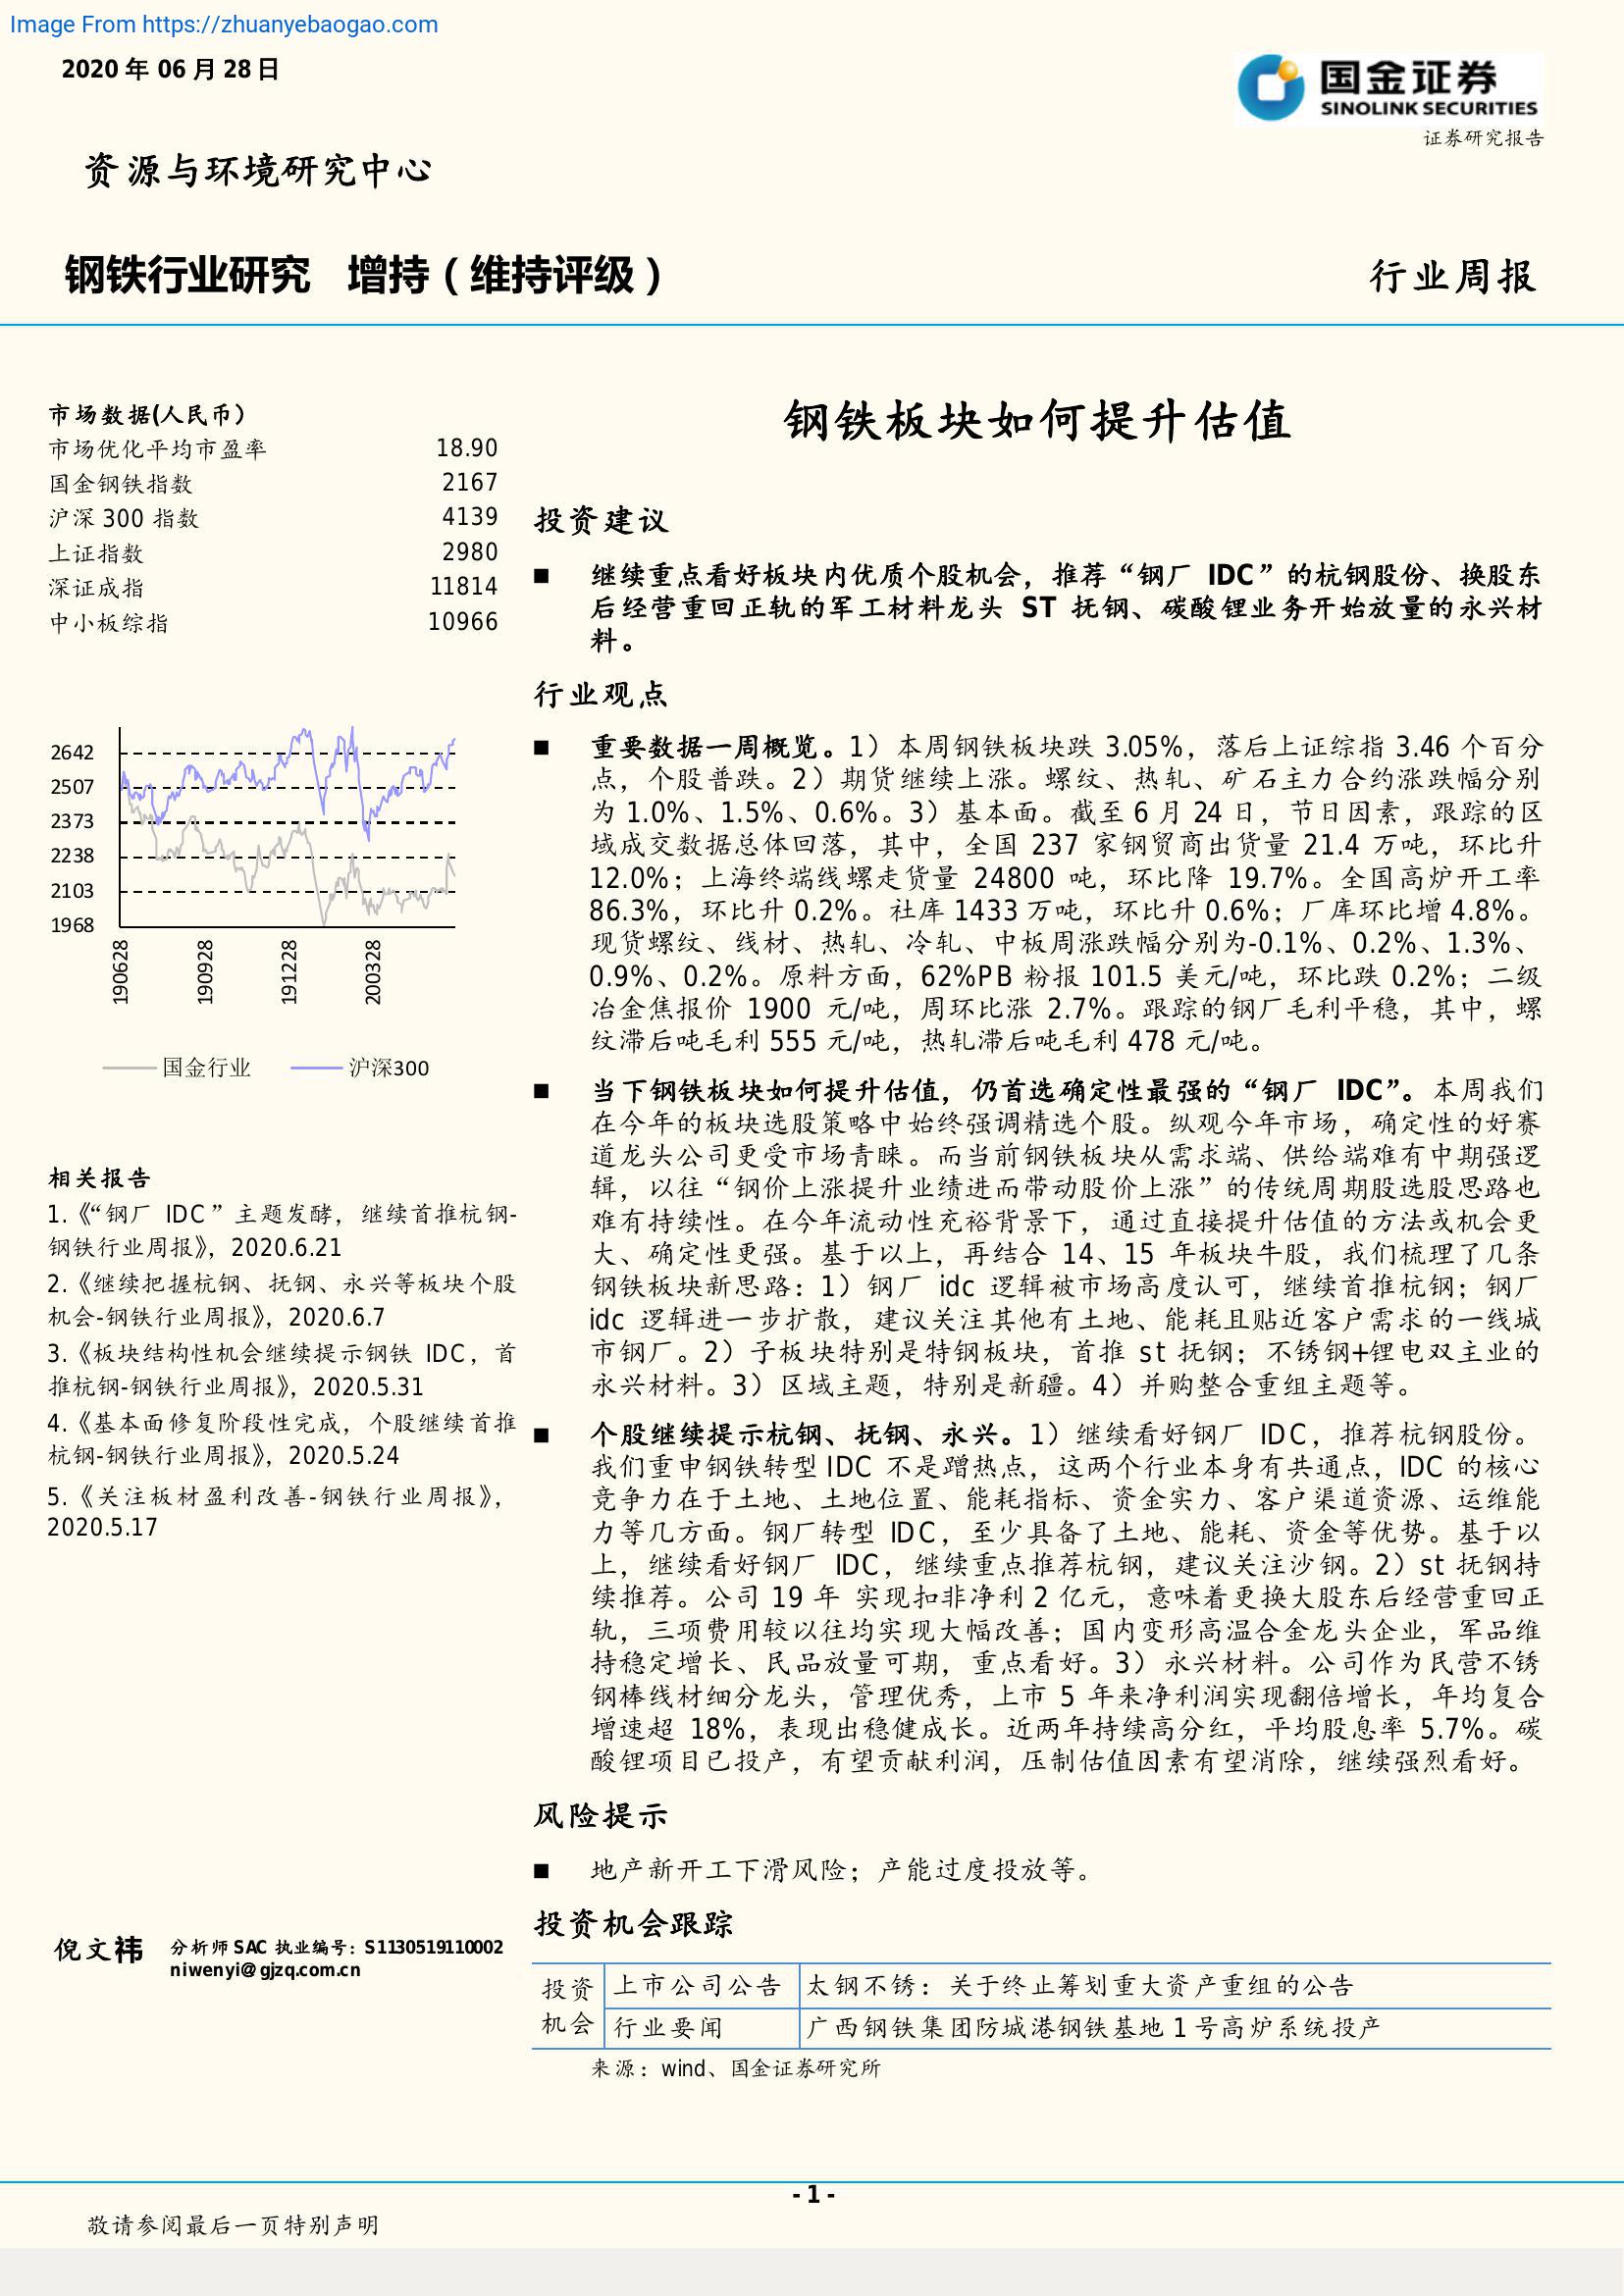 Image From https://zhuanyebaogao.com
2020 年 06 月 28 日
国金证券
SINOLINK SECURITIES
证券研究报告
资源与环境研究中心
钢铁行业研究 增持（维持评级）
行业周报
市场数据(人民币）
市场优化平均市盈率 18.90
国金钢铁指数 2167
沪深 300 指数 4139
上证指数 2980
深证成指 11814
中小板综指 10966
2642
2507
2373
2238
2103
1968
190628
190928
191228
200328
国金行业 沪深300
相关报告
1.《“钢厂 IDC”主题发酵，继续首推杭钢-
钢铁行业周报》，2020.6.21
2.《继续把握杭钢、抚钢、永兴等板块个股
机会-钢铁行业周报》，2020.6.7
3.《板块结构性机会继续提示钢铁 IDC，首
推杭钢-钢铁行业周报》，2020.5.31
4.《基本面修复阶段性完成，个股继续首推
杭钢-钢铁行业周报》，2020.5.24
5.《关注板材盈利改善-钢铁行业周报》，
2020.5.17
倪文祎 分析师 SAC 执业编号：S1130519110002
niwenyi@gjzq.com.cn
钢铁板块如何提升估值
投资建议
■ 继续重点看好板块内优质个股机会，推荐“钢厂 IDC”的杭钢股份、换股东
后经营重回正轨的军工材料龙头 ST 抚钢、碳酸锂业务开始放量的永兴材
料。
行业观点
■ 重要数据一周概览。1）本周钢铁板块跌 3.05%，落后上证综指 3.46 个百分
点，个股普跌。2）期货继续上涨。螺纹、热轧、矿石主力合约涨跌幅分别
为 1.0%、1.5%、0.6%。3）基本面。截至 6 月 24 日，节日因素，跟踪的区
域成交数据总体回落，其中，全国 237 家钢贸商出货量 21.4 万吨，环比升
12.0%；上海终端线螺走货量 24800 吨，环比降 19.7%。全国高炉开工率
86.3%，环比升 0.2%。社库 1433 万吨，环比升 0.6%；厂库环比增 4.8%。
现货螺纹、线材、热轧、冷轧、中板周涨跌幅分别为-0.1%、0.2%、1.3%、
0.9%、0.2%。原料方面，62%PB 粉报 101.5 美元/吨，环比跌 0.2%；二级
冶金焦报价 1900 元/吨，周环比涨 2.7%。跟踪的钢厂毛利平稳，其中，螺
纹滞后吨毛利 555 元/吨，热轧滞后吨毛利 478 元/吨。
■ 当下钢铁板块如何提升估值，仍首选确定性最强的“钢厂 IDC”。本周我们
在今年的板块选股策略中始终强调精选个股。纵观今年市场，确定性的好赛
道龙头公司更受市场青睐。而当前钢铁板块从需求端、供给端难有中期强逻
辑，以往“钢价上涨提升业绩进而带动股价上涨”的传统周期股选股思路也
难有持续性。在今年流动性充裕背景下，通过直接提升估值的方法或机会更
大、确定性更强。基于以上，再结合 14、15 年板块牛股，我们梳理了几条
钢铁板块新思路：1）钢厂 idc 逻辑被市场高度认可，继续首推杭钢；钢厂
idc 逻辑进一步扩散，建议关注其他有土地、能耗且贴近客户需求的一线城
市钢厂。2）子板块特别是特钢板块，首推 st 抚钢；不锈钢+锂电双主业的
永兴材料。3）区域主题，特别是新疆。4）并购整合重组主题等。
■ 个股继续提示杭钢、抚钢、永兴。1）继续看好钢厂 IDC，推荐杭钢股份。
我们重申钢铁转型 IDC 不是蹭热点，这两个行业本身有共通点，IDC 的核心
竞争力在于土地、土地位置、能耗指标、资金实力、客户渠道资源、运维能
力等几方面。钢厂转型 IDC，至少具备了土地、能耗、资金等优势。基于以
上，继续看好钢厂 IDC，继续重点推荐杭钢，建议关注沙钢。2）st 抚钢持
续推荐。公司 19 年 实现扣非净利 2 亿元，意味着更换大股东后经营重回正
轨，三项费用较以往均实现大幅改善；国内变形高温合金龙头企业，军品维
持稳定增长、民品放量可期，重点看好。3）永兴材料。公司作为民营不锈
钢棒线材细分龙头，管理优秀，上市 5 年来净利润实现翻倍增长，年均复合
增速超 18%，表现出稳健成长。近两年持续高分红，平均股息率 5.7%。碳
酸锂项目已投产，有望贡献利润，压制估值因素有望消除，继续强烈看好。
风险提示
■ 地产新开工下滑风险；产能过度投放等。
投资机会跟踪
投资
机会
上市公司公告 太钢不锈：关于终止筹划重大资产重组的公告
行业要闻 广西钢铁集团防城港钢铁基地 1 号高炉系统投产
来源：wind、国金证券研究所
- 1 -
敬请参阅最后一页特别声明